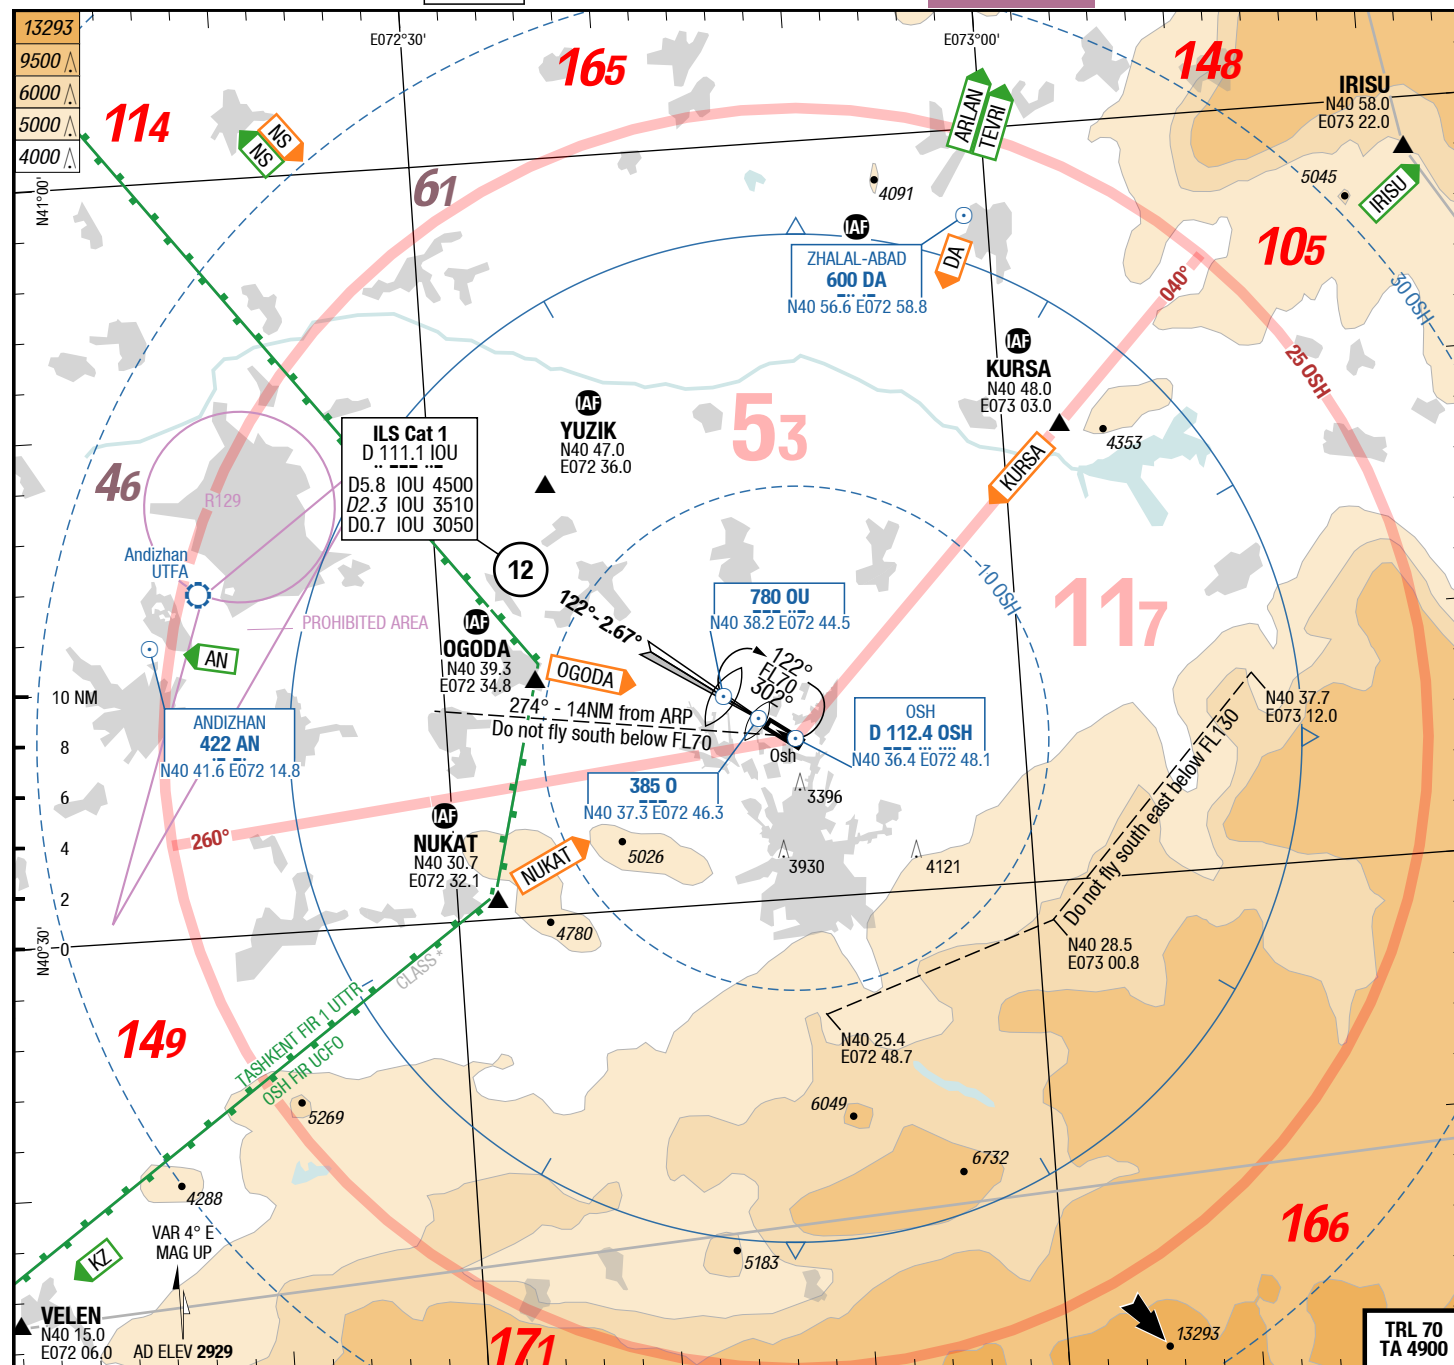 13293
9500
6000
5000
4000
E072°30'
E073°00'
165
148
114
61
NS
NS
ARLAN
TEVRI
IRISU
N40 58.0
E073 22.0
5045
IRISU
105
N41°00'
4091
IAF
ZHALAL-ABAD
600 DA
N40 56.6 E072 58.8
DA
040°
30 OSH
25 OSH
IAF
KURSA
N40 48.0
E073 03.0
4353
KURSA
53
IAF
YUZIK
N40 47.0
E072 36.0
ILS Cat 1
D 111.1 IOU
D5.8 IOU 4500
D2.3 IOU 3510
D0.7 IOU 3050
46
R129
Andizhan
UTFA
12
122° - 2.67°
10 OSH
117
780 OU
N40 38.2 E072 44.5
PROHIBITED AREA
AN
IAF
OGODA
N40 39.3
E072 34.8
OGODA
122°
FL70
302°
274° - 14NM from ARP
Do not fly south below FL70
Osh
OSH
D 112.4 OSH
N40 36.4 E072 48.1
N40 37.7
E073 12.0
10 NM
8
6
4
2
0
ANDIZHAN
422 AN
N40 41.6 E072 14.8
385 O
N40 37.3 E072 46.3
3396
260°
IAF
NUKAT
N40 30.7
E072 32.1
NUKAT
5026
3930
4121
Do not fly south east below FL130
4780
N40°30'
CLASS *
N40 28.5
E073 00.8
149
TASHKENT FIR 1 UTTR
OSH FIR UCFO
N40 25.4
E072 48.7
5269
6049
6732
4288
VAR 4° E
MAG UP
5183
166
KZ
VELEN
N40 15.0
E072 06.0
AD ELEV 2929
171
13293
TRL 70
TA 4900